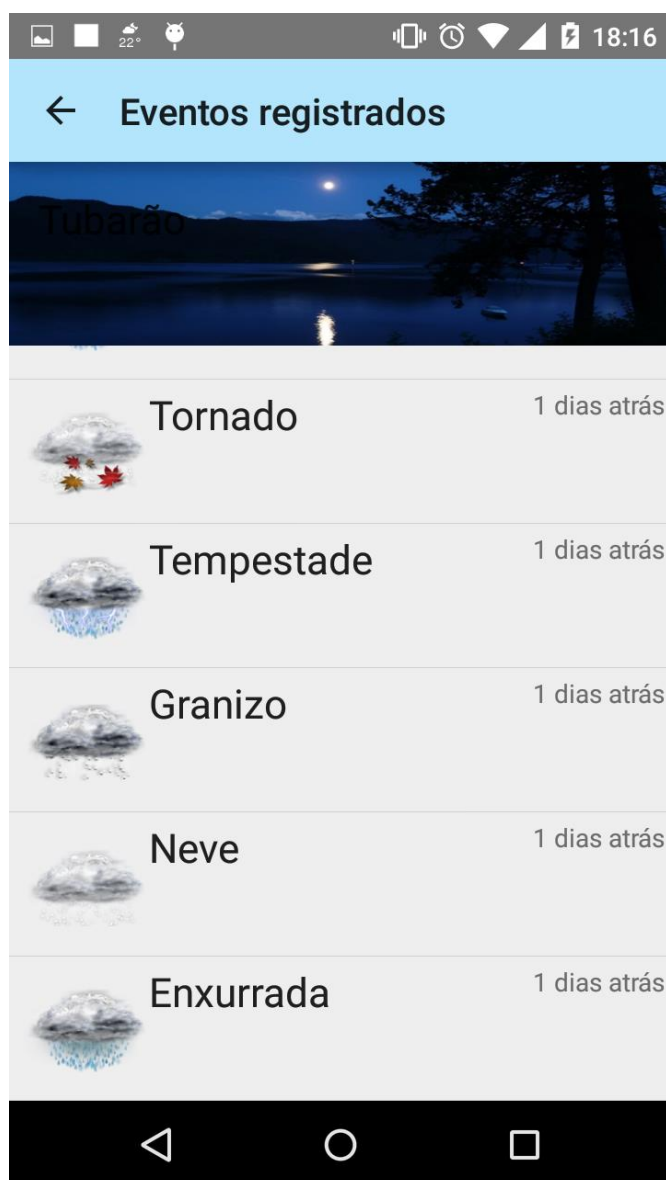 22°
18:16
Eventos registrados
Tubarão
Tornado
1 dias atrás
Tempestade
1 dias atrás
Granizo
1 dias atrás
Neve
1 dias atrás
Enxurrada
1 dias atrás